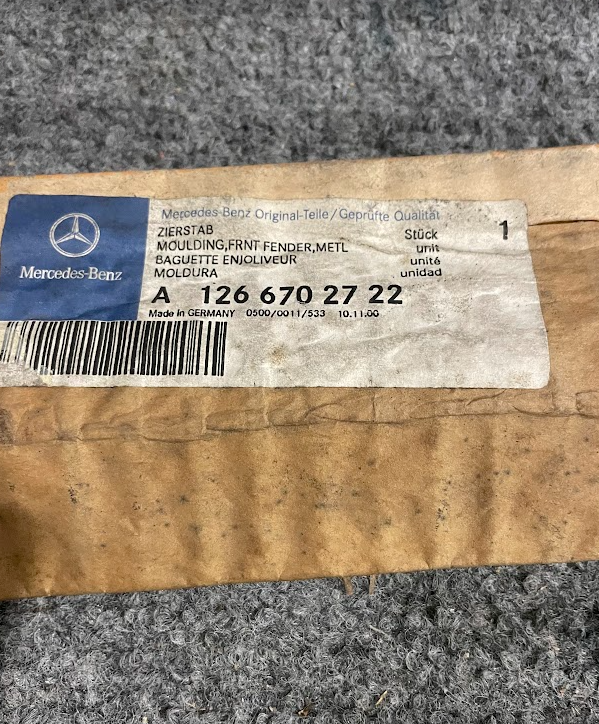 Mercedes-Benz Original-Teile/Geprüfte Qualität
ZIERSTAB Stück 1
MOULDING,FRNT FENDER,METL unit
BAGUETTE ENJOLIVEUR unité
MOLDURA unidad
Mercedes-Benz
A 126 670 27 22
Made in GERMANY 0500/0011/533 10.11.00